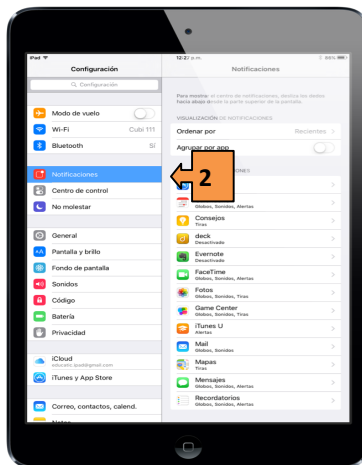 iPad
12:27 p.m.
89%
Configuración
Notificaciones
Configuración
Para mostrar el centro de notificaciones, deslice los dedos
hacia abajo desde la parte superior de la pantalla.
Modo de vuelo
Wi-Fi Cubi 111
Bluetooth Sí
Notificaciones
Centro de control
No molestar
General
Pantalla y brillo
Fondo de pantalla
Sonidos
Código
Batería
Privacidad
iCloud
iTunes y App Store
Correo, contactos, calend.
Notas
VISUALIZACIÓN DE NOTIFICACIONES
Ordenar por Recientes
Agrupar por app
2
Globos, Sonidos, Alertas
Consejos
Tiras
deck
Desactivado
Evernote
Desactivado
FaceTime
Globos, Sonidos, Alertas
Fotos
Globos, Sonidos, Tiras
Game Center
Globos, Sonidos, Tiras
iTunes U
Alertas
Mail
Globos, Sonidos
Mapas
Tiras
Mensajes
Globos, Sonidos, Alertas
Recordatorios
Globos, Sonidos, Alertas